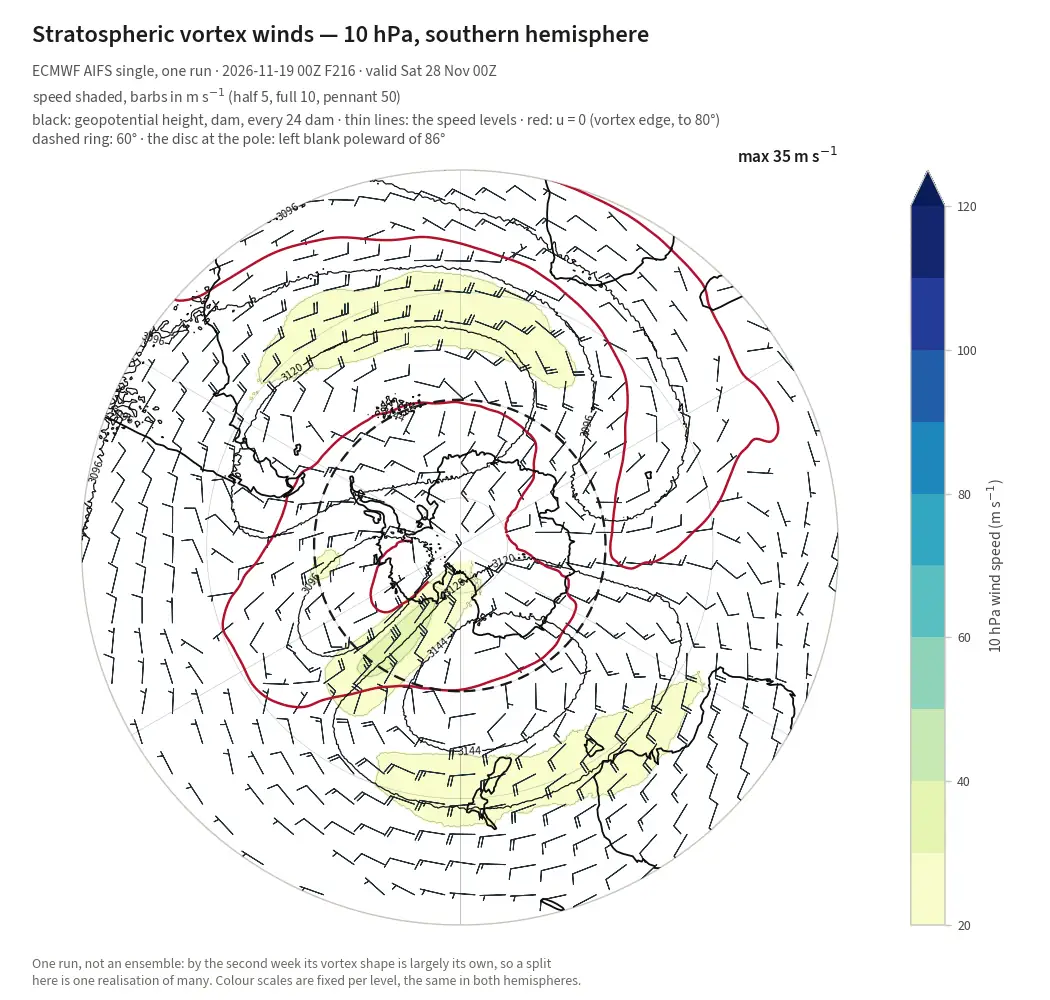 Stratospheric vortex winds — 10 hPa, southern hemisphere
ECMWF AIFS single, one run · 2026-11-19 00Z F216 · valid Sat 28 Nov 00Z
speed shaded, barbs in m s⁻¹ (half 5, full 10, pennant 50)
black: geopotential height, dam, every 24 dam · thin lines: the speed levels · red: u = 0 (vortex edge, to 80°)
dashed ring: 60° · the disc at the pole: left blank poleward of 86°
max 35 m s⁻¹
120
100
80
60
40
20
10 hPa wind speed (m s⁻¹)
3096
3120
3096
3096
3120
3096
3120
3144
3144
One run, not an ensemble: by the second week its vortex shape is largely its own, so a split
here is one realisation of many. Colour scales are fixed per level, the same in both hemispheres.